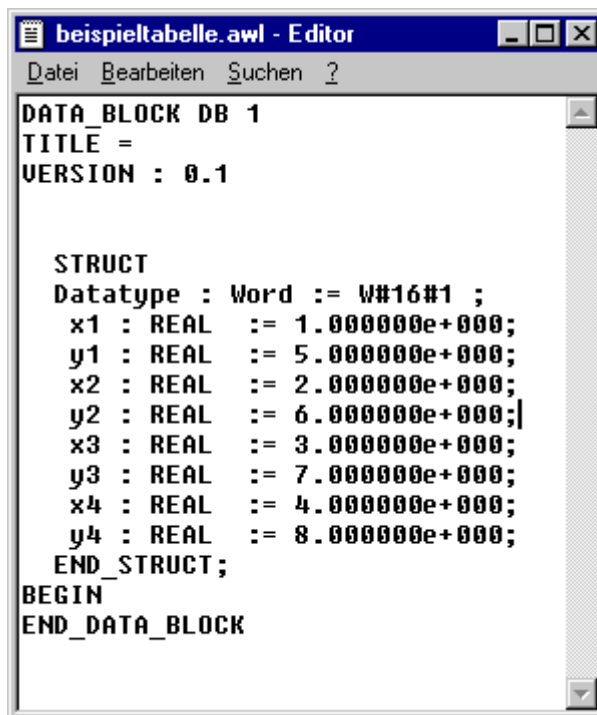 beispieltabelle.awl - Editor
Datei Bearbeiten Suchen ?
DATA_BLOCK DB 1
TITLE =
VERSION : 0.1
STRUCT
Datatype : Word := W#16#1 ;
x1 : REAL := 1.000000e+000;
y1 : REAL := 5.000000e+000;
x2 : REAL := 2.000000e+000;
y2 : REAL := 6.000000e+000;
x3 : REAL := 3.000000e+000;
y3 : REAL := 7.000000e+000;
x4 : REAL := 4.000000e+000;
y4 : REAL := 8.000000e+000;
END_STRUCT;
BEGIN
END_DATA_BLOCK